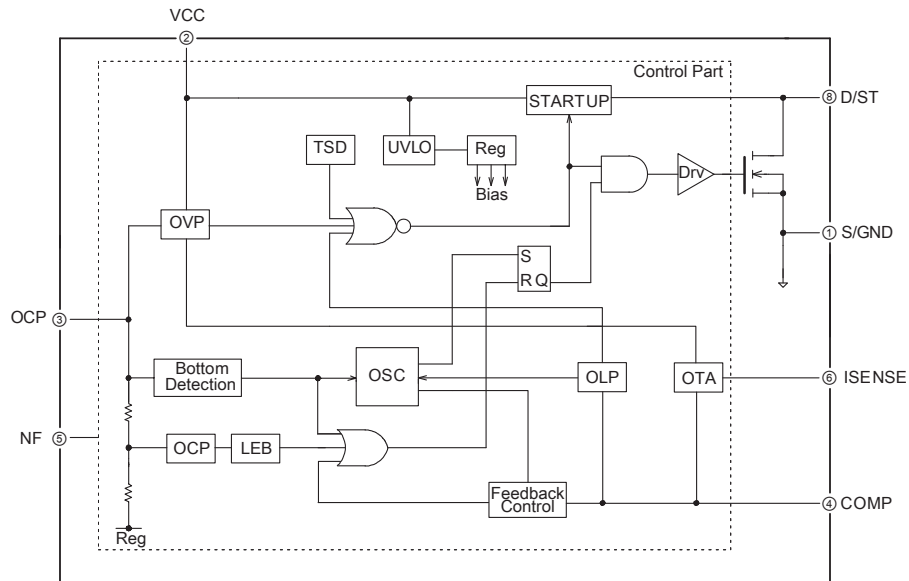 VCC
②
Control Part
STARTUP
⑧ D/ST
TSD
UVLO
Reg
Bias
Drv
OVP
① S/GND
S
R Q
OCP ③
Bottom
Detection
OSC
OLP
OTA
⑥ ISENSE
NF ⑤
OCP
LEB
Feedback
Control
④ COMP
Reg